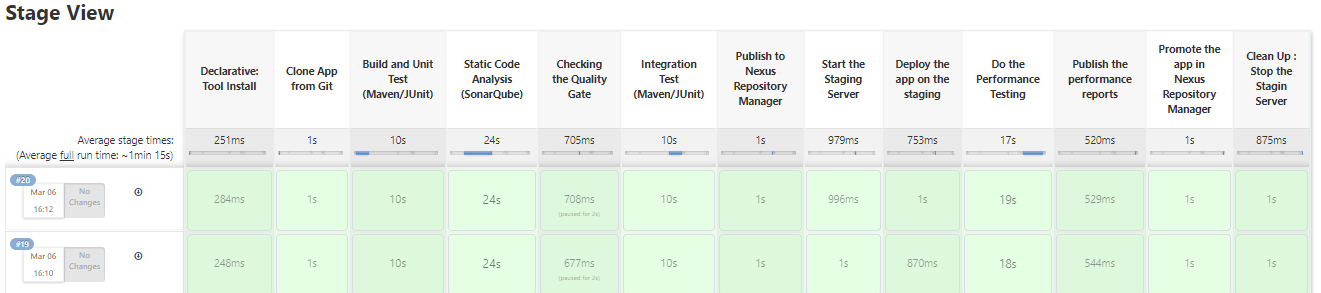 Stage View
Declarative:
Tool Install
Clone App
from Git
Build and Unit
Test
(Maven/JUnit)
Static Code
Analysis
(SonarQube)
Checking
the Quality
Gate
Integration
Test
(Maven/JUnit)
Publish to
Nexus
Repository
Manager
Start the
Staging
Server
Deploy the
app on the
staging
Do the
Performance
Testing
Publish the
performance
reports
Promote the
app in
Nexus
Repository
Manager
Clean Up :
Stop the
Stagin
Server
Average stage times:
(Average full run time: ~1min 15s)
251ms 1s 10s 24s 705ms 10s 1s 979ms 753ms 17s 520ms 1s 875ms
#20
Mar 06
16:12
No
Changes
284ms 1s 10s 24s 708ms 10s 1s 996ms 1s 19s 529ms 1s 1s
(paused for 2s)
#19
Mar 06
16:10
No
Changes
248ms 1s 10s 24s 677ms 10s 1s 1s 870ms 18s 544ms 1s 1s
(paused for 2s)